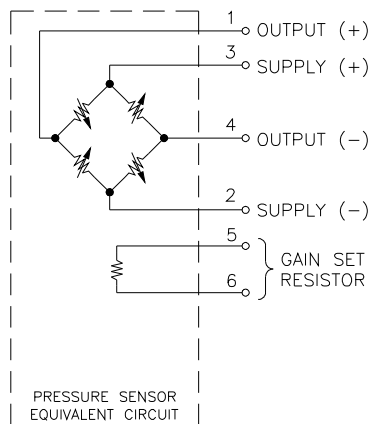 1 OUTPUT (+)
3 SUPPLY (+)
4 OUTPUT (-)
2 SUPPLY (-)
5
6
GAIN SET
RESISTOR
PRESSURE SENSOR
EQUIVALENT CIRCUIT